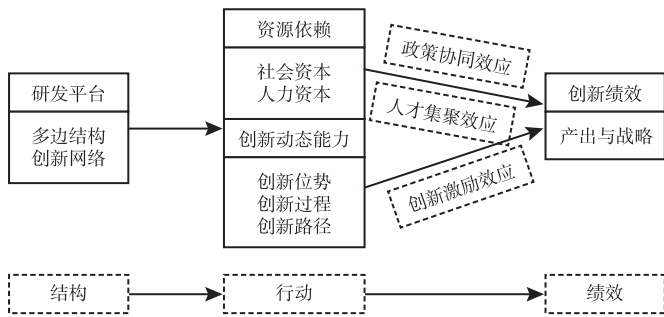 研发平台
多边结构
创新网络
资源依赖
社会资本
人力资本
创新动态能力
创新位势
创新过程
创新路径
政策协同效应
人才集聚效应
创新激励效应
创新绩效
产出与战略
结构
行动
绩效